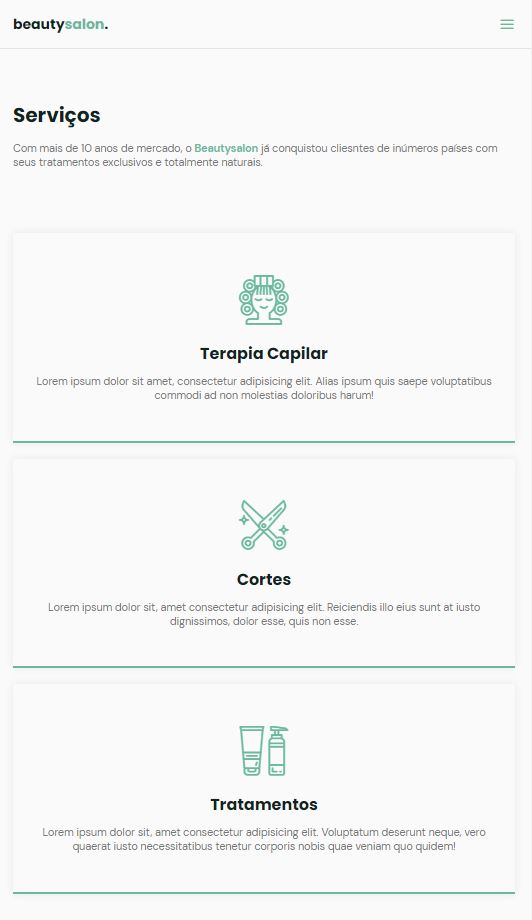 beautysalon.
Serviços
Com mais de 10 anos de mercado, o Beautysalon já conquistou cliesntes de inúmeros países com
seus tratamentos exclusivos e totalmente naturais.
Terapia Capilar
Lorem ipsum dolor sit amet, consectetur adipisicing elit. Alias ipsum quis saepe voluptatibus
commodi ad non molestias doloribus harum!
Cortes
Lorem ipsum dolor sit, amet consectetur adipisicing elit. Reiciendis illo eius sunt at iusto
dignissimos, dolor esse, quis non esse.
Tratamentos
Lorem ipsum dolor sit, amet consectetur adipisicing elit. Voluptatum deserunt neque, vero
quaerat iusto necessitatibus tenetur corporis nobis quae veniam quo quidem!